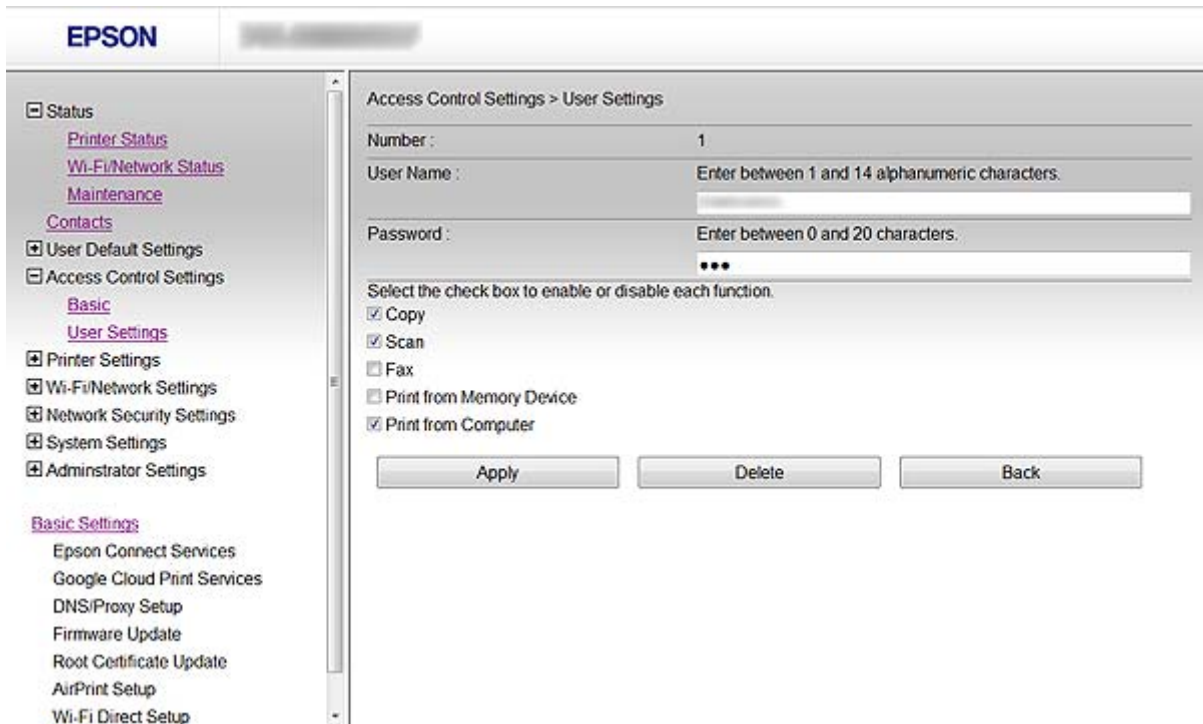 EPSON
Status
Printer Status
Wi-Fi/Network Status
Maintenance
Contacts
User Default Settings
Access Control Settings
Basic
User Settings
Printer Settings
Wi-Fi/Network Settings
Network Security Settings
System Settings
Adminstrator Settings
Basic Settings
Epson Connect Services
Google Cloud Print Services
DNS/Proxy Setup
Firmware Update
Root Certificate Update
AirPrint Setup
Wi-Fi Direct Setup
Access Control Settings > User Settings
Number : 1
User Name : Enter between 1 and 14 alphanumeric characters.
Password : Enter between 0 and 20 characters.
•••
Select the check box to enable or disable each function.
Copy
Scan
Fax
Print from Memory Device
Print from Computer
Apply Delete Back